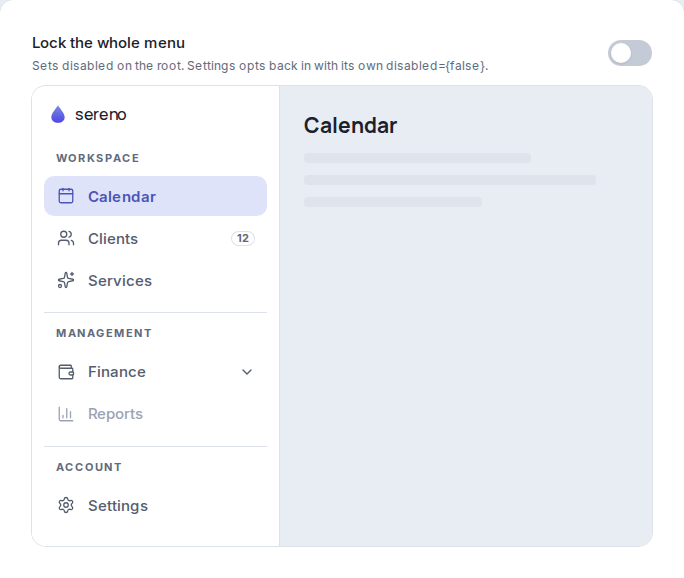 Lock the whole menu
Sets disabled on the root. Settings opts back in with its own disabled={false}.
sereno
WORKSPACE
Calendar
Clients 12
Services
MANAGEMENT
Finance
Reports
ACCOUNT
Settings
Calendar